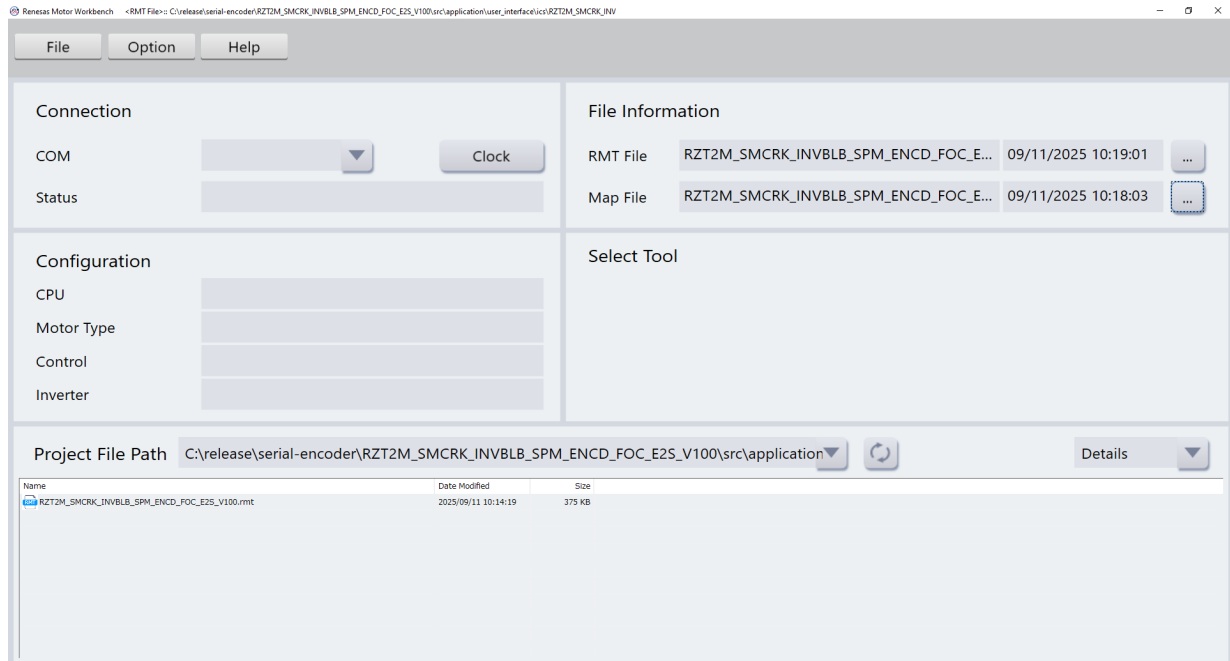 Renesas Motor Workbench <RMT File>:: C:\release\serial-encoder\RZT2M_SMCRK_INVBLB_SPM_ENCD_FOC_E2S_V100\src\application\user_interface\ics\RZT2M_SMCRK_INV
File Option Help
Connection
COM Clock
Status
File Information
RMT File RZT2M_SMCRK_INVBLB_SPM_ENCD_FOC_E... 09/11/2025 10:19:01 ...
Map File RZT2M_SMCRK_INVBLB_SPM_ENCD_FOC_E... 09/11/2025 10:18:03 ...
Configuration
CPU
Motor Type
Control
Inverter
Select Tool
Project File Path C:\release\serial-encoder\RZT2M_SMCRK_INVBLB_SPM_ENCD_FOC_E2S_V100\src\application Details
Name Date Modified Size
RMT RZT2M_SMCRK_INVBLB_SPM_ENCD_FOC_E2S_V100.rmt 2025/09/11 10:14:19 375 KB